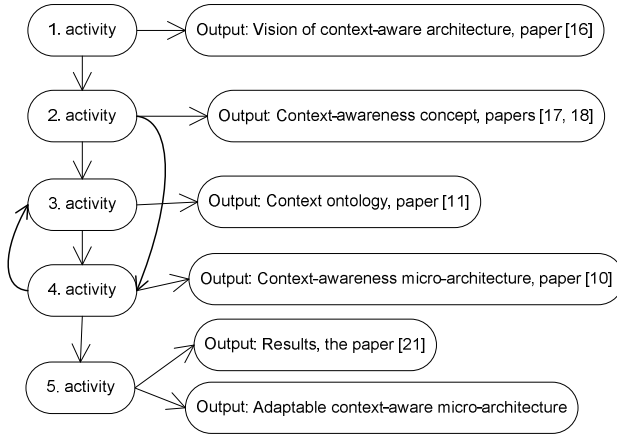 1. activity
Output: Vision of context-aware architecture, paper [16]
2. activity
Output: Context-awareness concept, papers [17, 18]
3. activity
Output: Context ontology, paper [11]
4. activity
Output: Context-awareness micro-architecture, paper [10]
Output: Results, the paper [21]
5. activity
Output: Adaptable context-aware micro-architecture